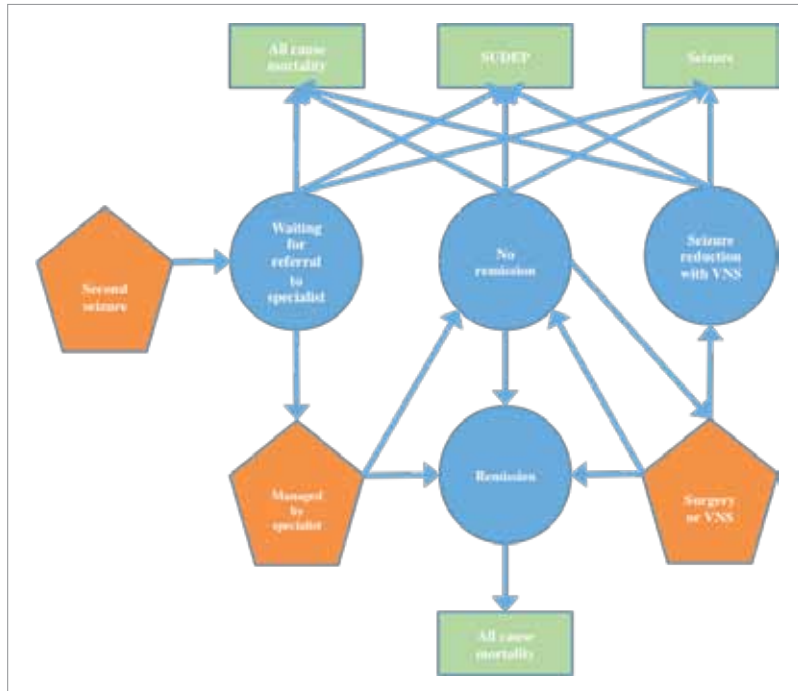 All cause
mortality
SUDEP
Seizure
Waiting
for
referral
to
specialist
No
remission
Seizure
reduction
with VNS
Second
seizure
Managed
by
specialist
Remission
Surgery
or VNS
All cause
mortality